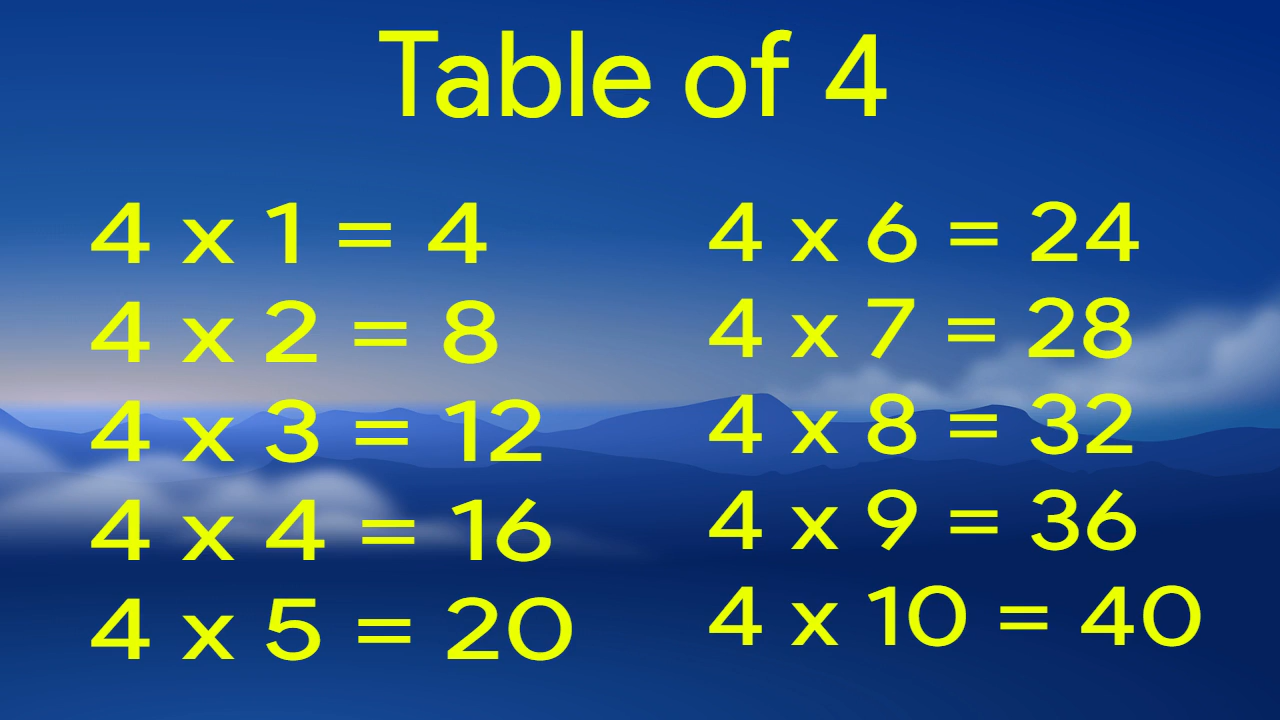 Table of 4
4 x 1 = 4
4 x 2 = 8
4 x 3 = 12
4 x 4 = 16
4 x 5 = 20
4 x 6 = 24
4 x 7 = 28
4 x 8 = 32
4 x 9 = 36
4 x 10 = 40